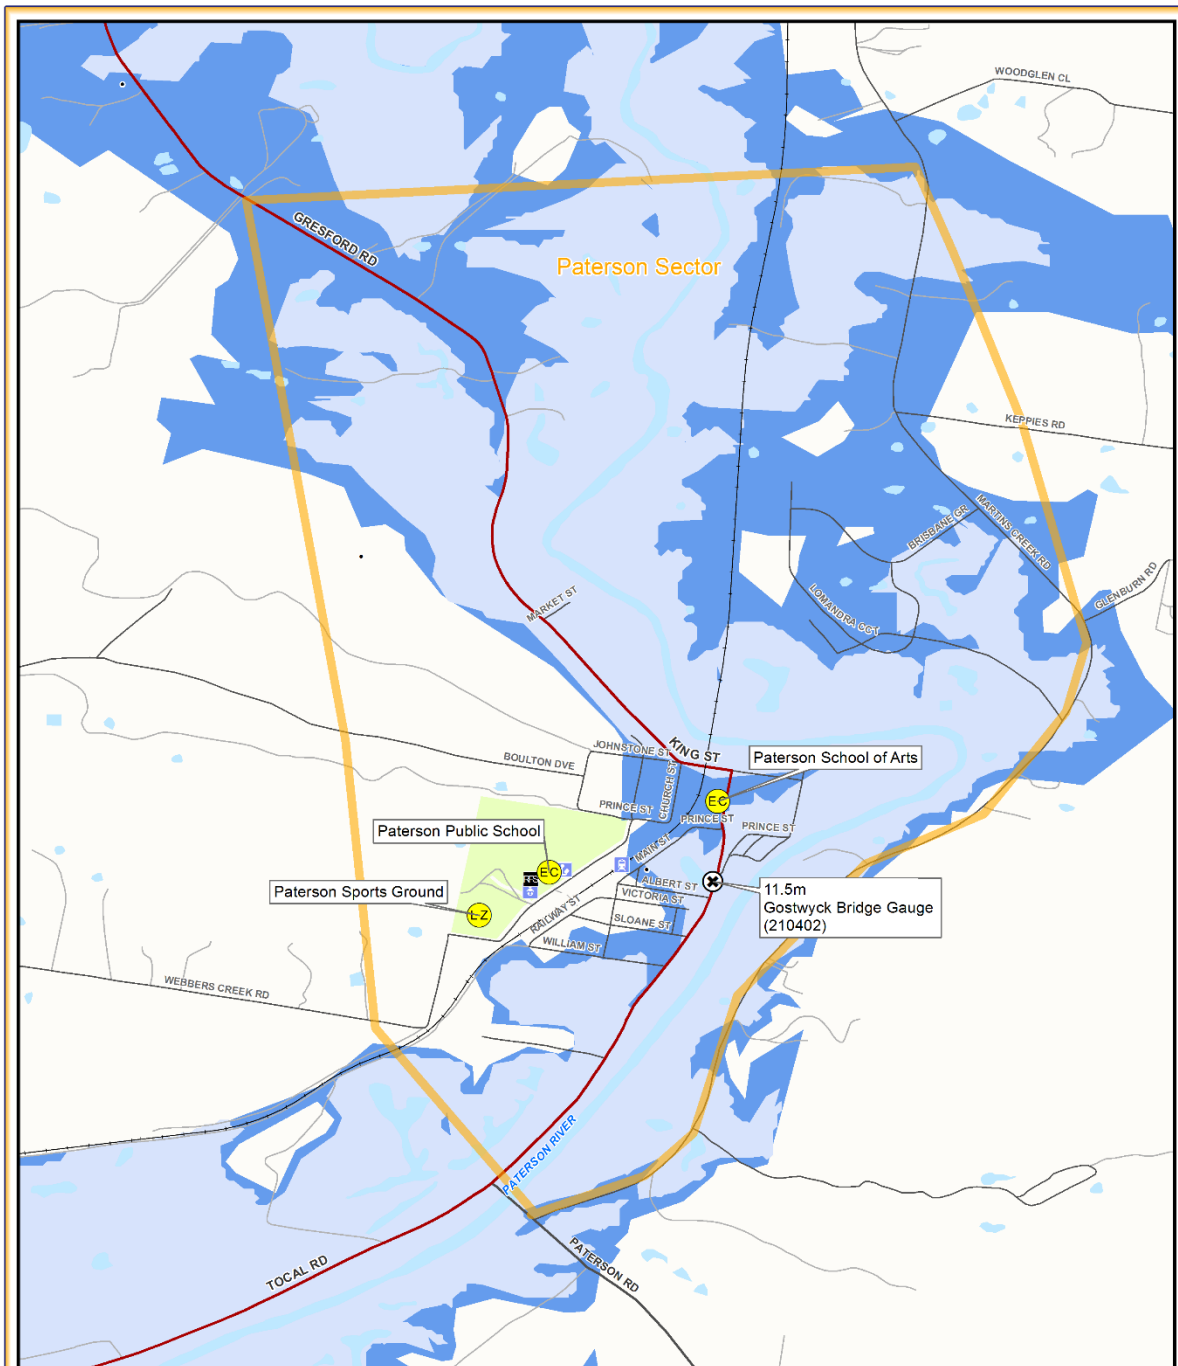 WOODGLEN CL
GRESFORD RD
Paterson Sector
KEPPIES RD
MARTINS CREEK RD
BRISBANE GR
GLENBURN RD
MARKET ST
LOMANDRA CCT
KING ST
JOHNSTONE ST
BOULTON DVE
Paterson School of Arts
CHURCH ST
EC
PRINCE ST
PRINCE ST
PRINCE ST
Paterson Public School
MAIN ST
EC
ALBERT ST
Paterson Sports Ground
VICTORIA ST
11.5m
Gostwyck Bridge Gauge
(210402)
LZ
RAILWAY ST
SLOANE ST
WILLIAM ST
WEBBERS CREEK RD
PATERSON RIVER
PATERSON RD
TOCAL RD